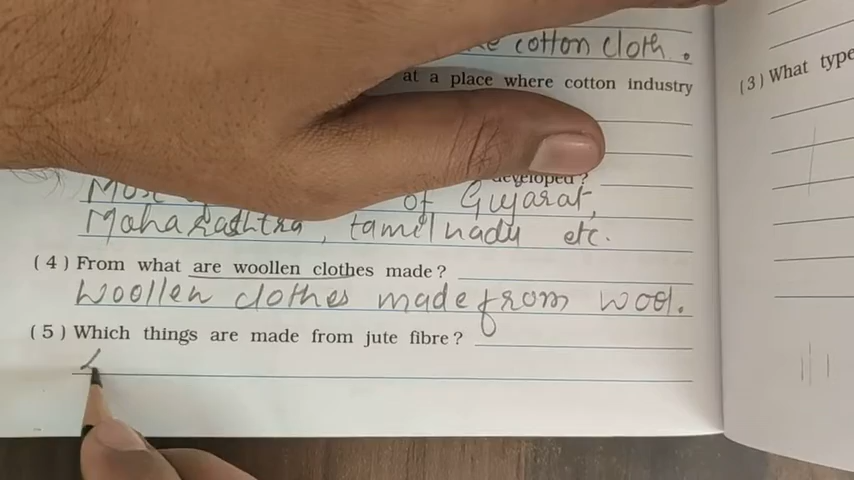 cotton cloth.
at a place where cotton industry
(3) What type
developed?
of Gujarat,
Maharashtra, tamilnadu etc.
(4) From what are woollen clothes made?
Woollen clothes made from wool.
(5) Which things are made from jute fibre?